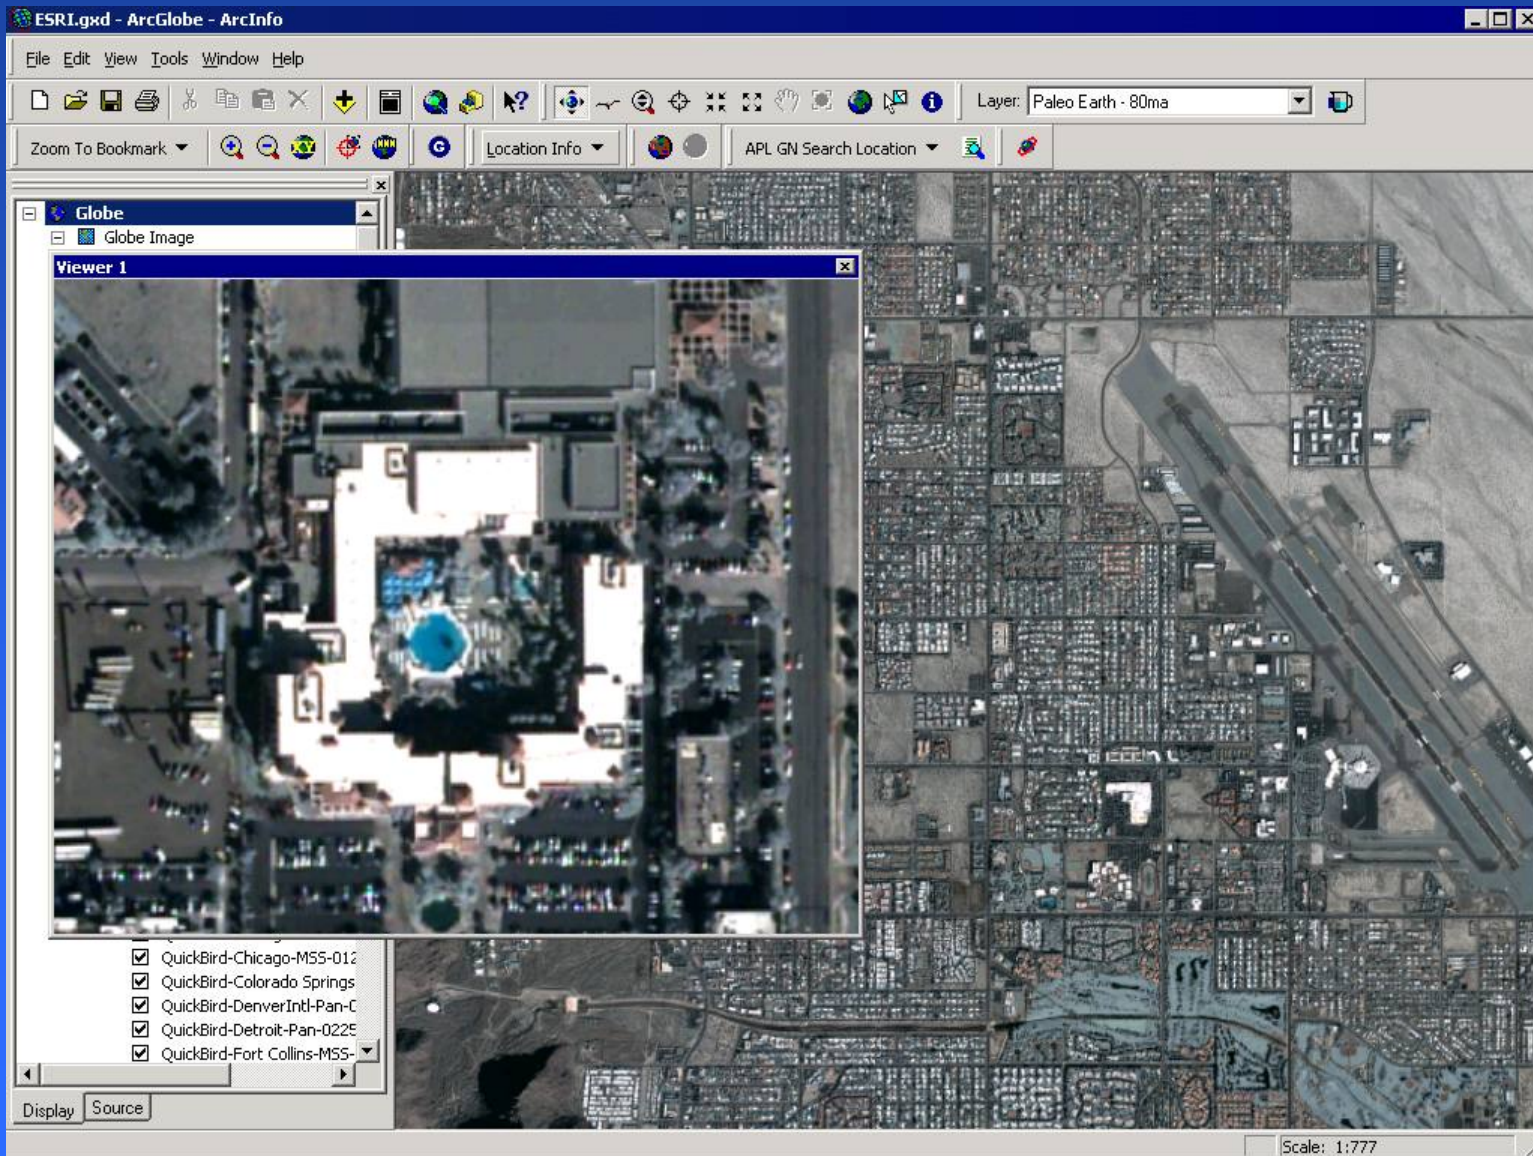 ESRI.gxd - ArcGlobe - ArcInfo
File Edit View Tools Window Help
Layer: Paleo Earth - 80ma
Zoom To Bookmark
G
Location Info
APL GN Search Location
Globe
Globe Image
Viewer 1
QuickBird-Chicago-MSS-012
QuickBird-Colorado Springs
QuickBird-DenverIntl-Pan-0
QuickBird-Detroit-Pan-0225
QuickBird-Fort Collins-MSS-
Display Source
Scale: 1:777